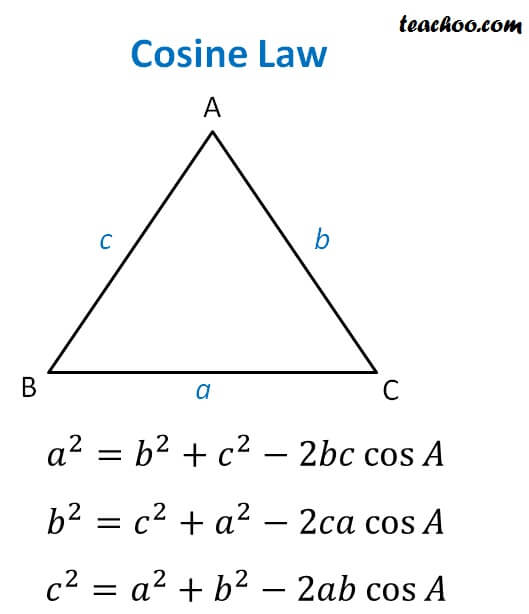 teachoo.com
Cosine Law
A
c
b
B
a
C
a² = b² + c² − 2bc cos A
b² = c² + a² − 2ca cos A
c² = a² + b² − 2ab cos A